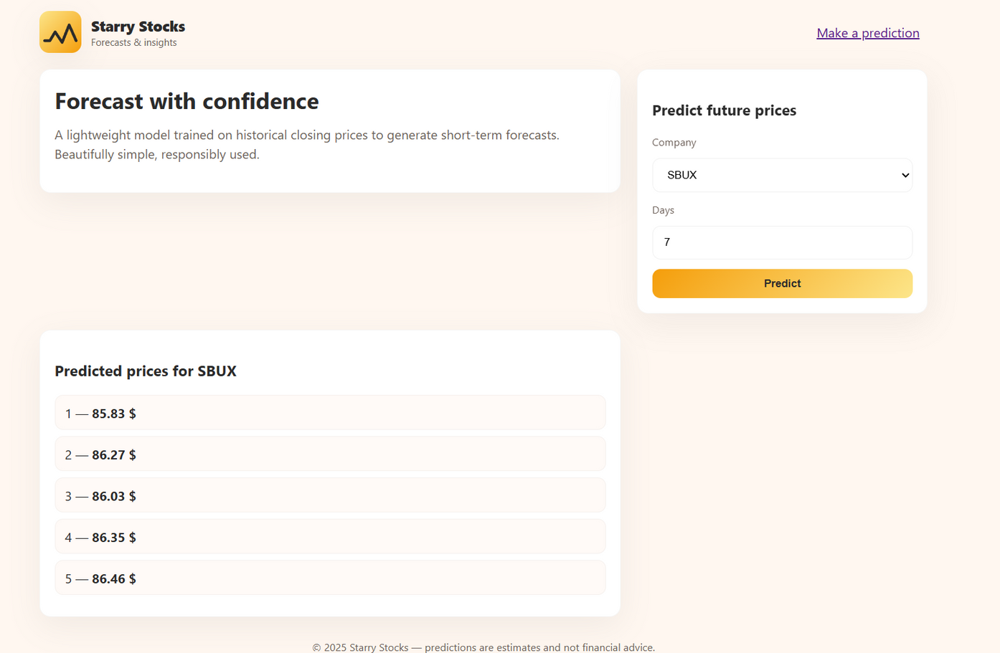 Starry Stocks
Forecasts & insights
Make a prediction
Forecast with confidence
A lightweight model trained on historical closing prices to generate short-term forecasts.
Beautifully simple, responsibly used.
Predict future prices
Company
SBUX
Days
7
Predict
Predicted prices for SBUX
1 — 85.83 $
2 — 86.27 $
3 — 86.03 $
4 — 86.35 $
5 — 86.46 $
© 2025 Starry Stocks — predictions are estimates and not financial advice.